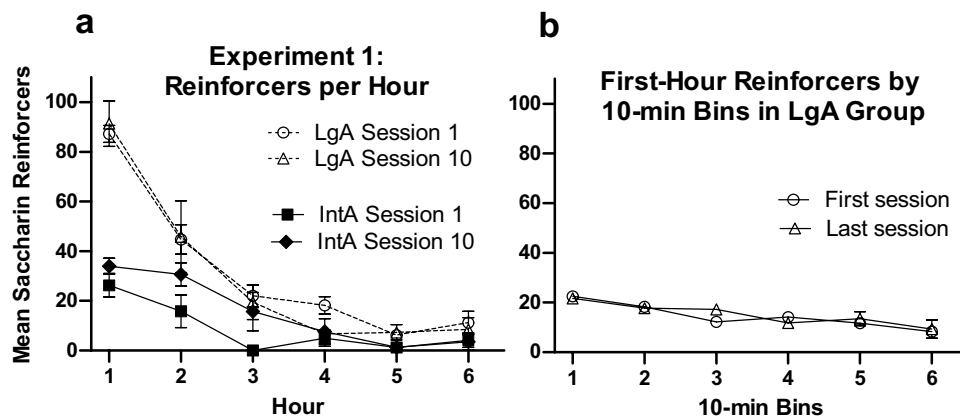 a
Experiment 1:
Reinforcers per Hour
Mean Saccharin Reinforcers
100
80
60
40
20
0
LgA Session 1
LgA Session 10
IntA Session 1
IntA Session 10
1 2 3 4 5 6
Hour
b
First-Hour Reinforcers by
10-min Bins in LgA Group
100
80
60
40
20
0
First session
Last session
1 2 3 4 5 6
10-min Bins